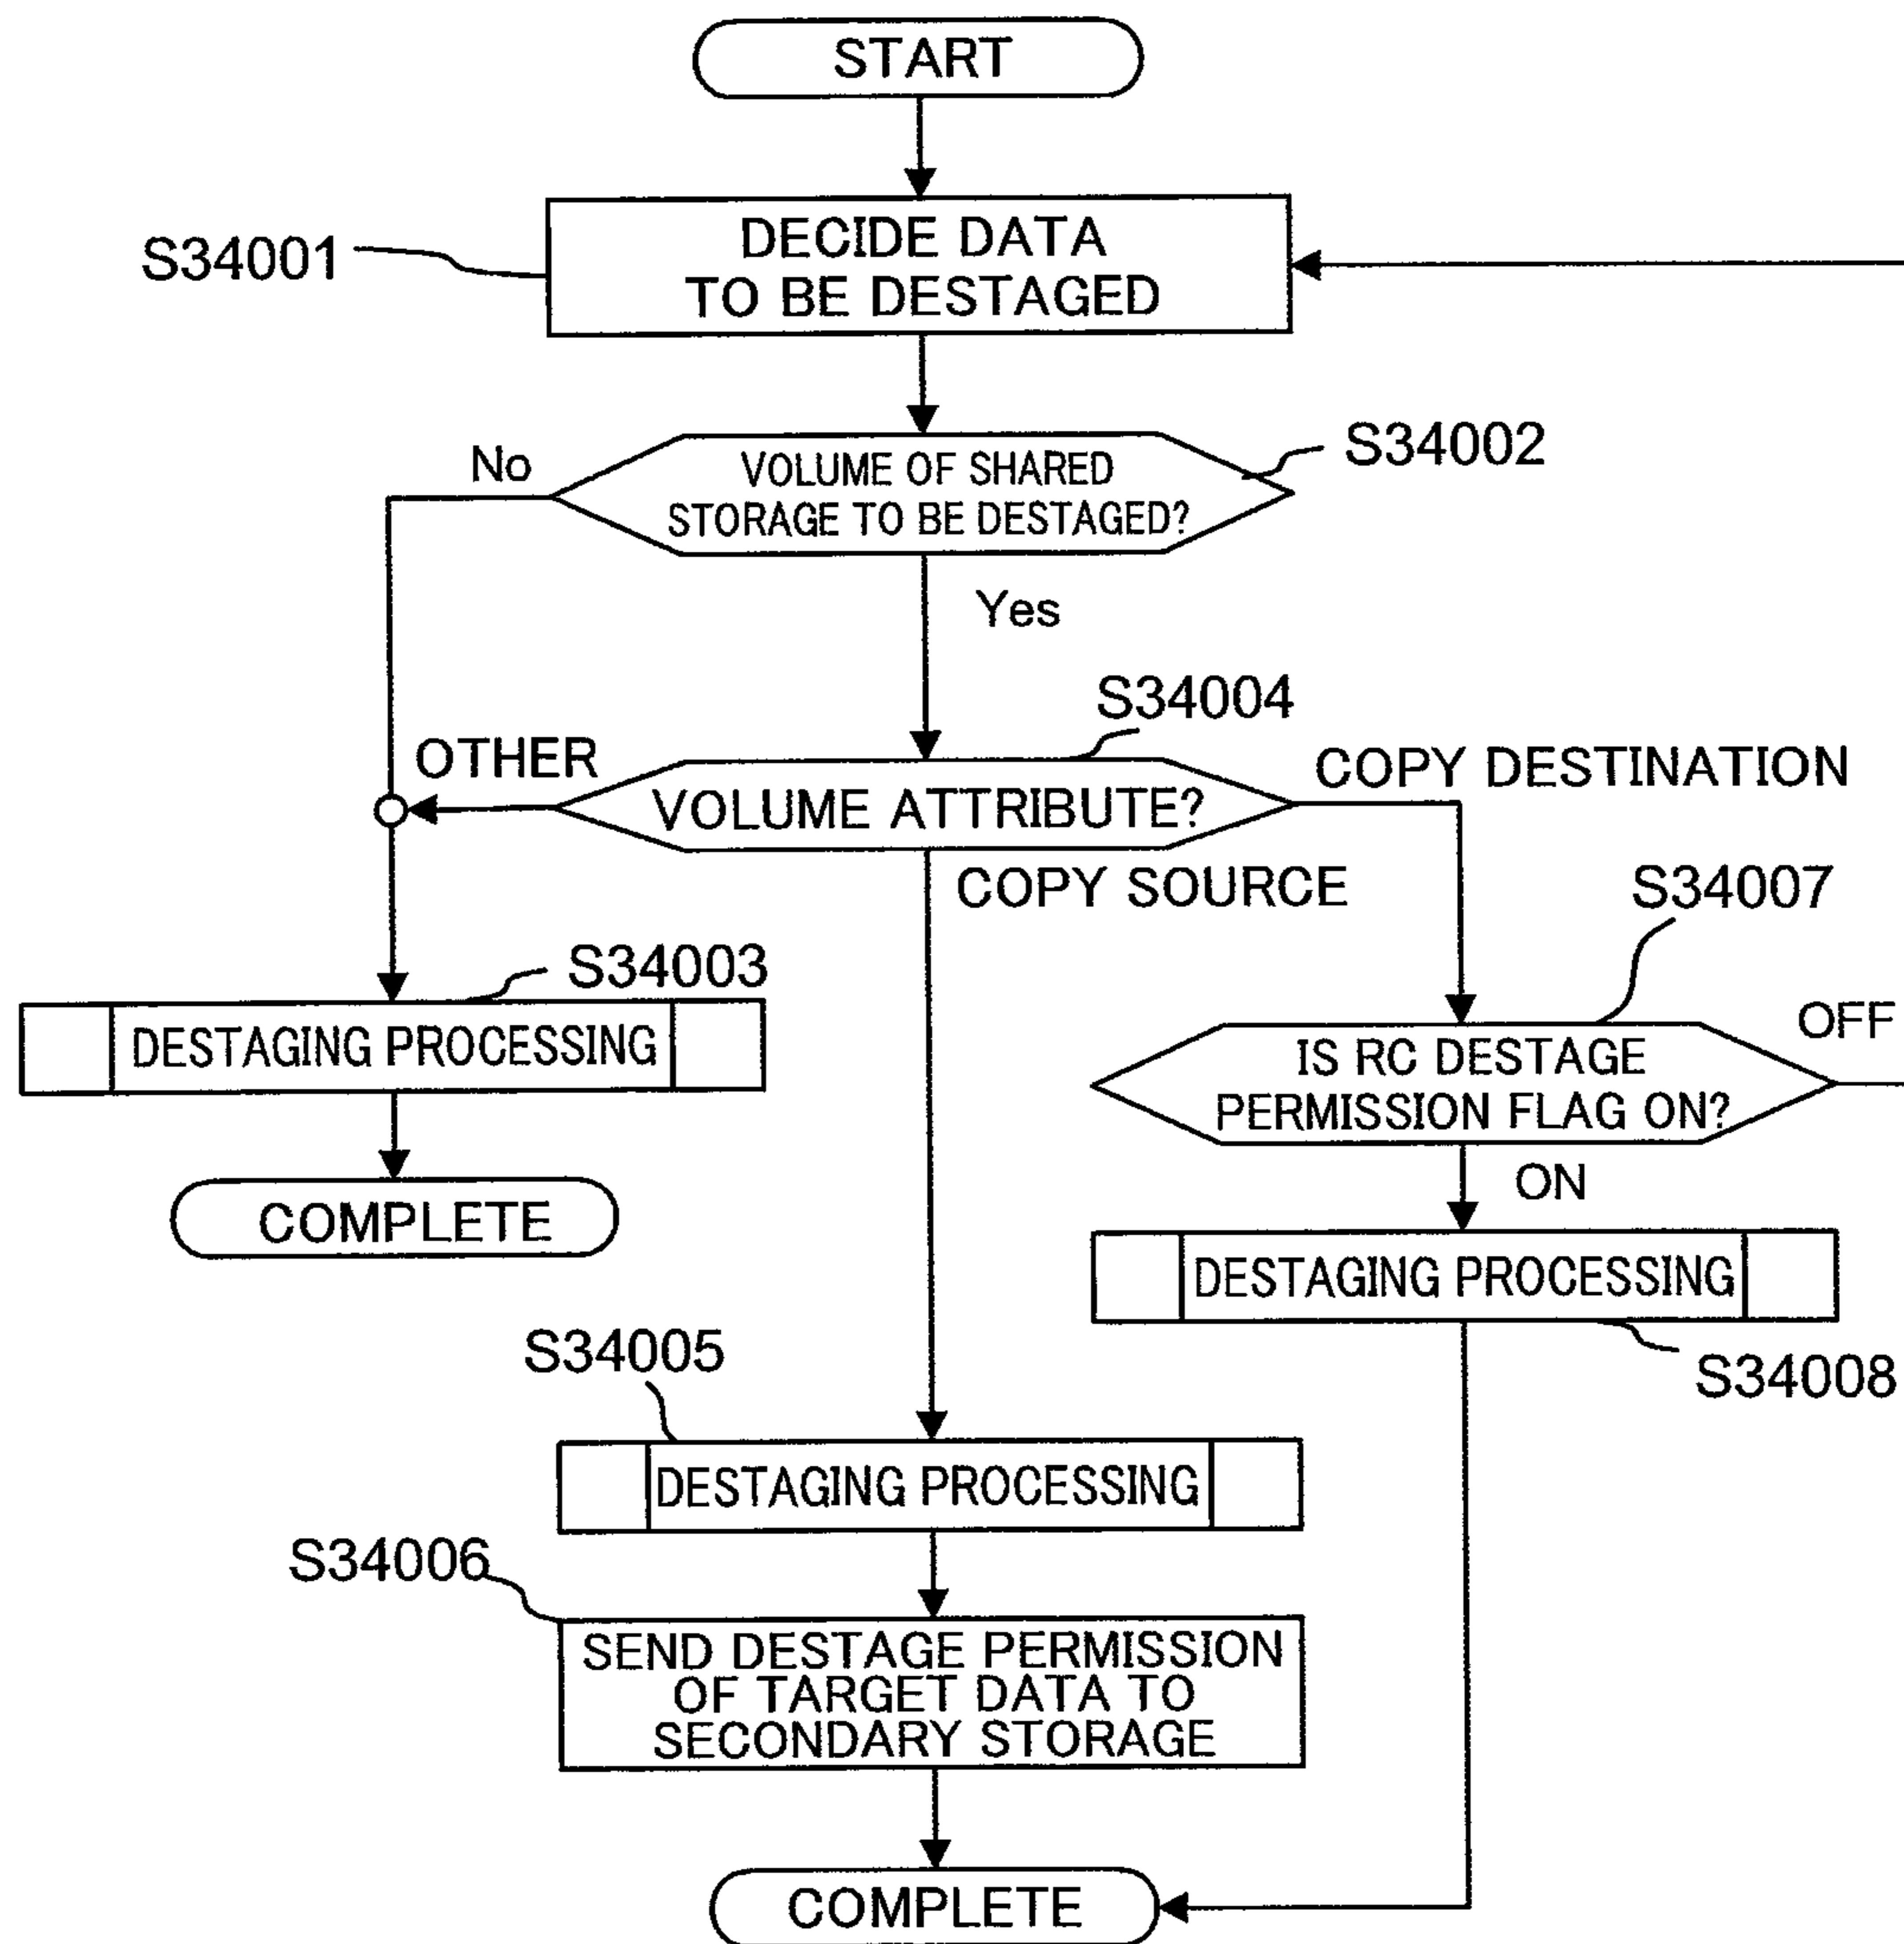 START
S34001
DECIDE DATA
TO BE DESTAGED
S34002
No
VOLUME OF SHARED
STORAGE TO BE DESTAGED?
Yes
S34004
OTHER
COPY DESTINATION
VOLUME ATTRIBUTE?
COPY SOURCE
S34007
S34003
OFF
DESTAGING PROCESSING
IS RC DESTAGE
PERMISSION FLAG ON?
ON
COMPLETE
DESTAGING PROCESSING
S34005
S34008
DESTAGING PROCESSING
S34006
SEND DESTAGE PERMISSION
OF TARGET DATA TO
SECONDARY STORAGE
COMPLETE